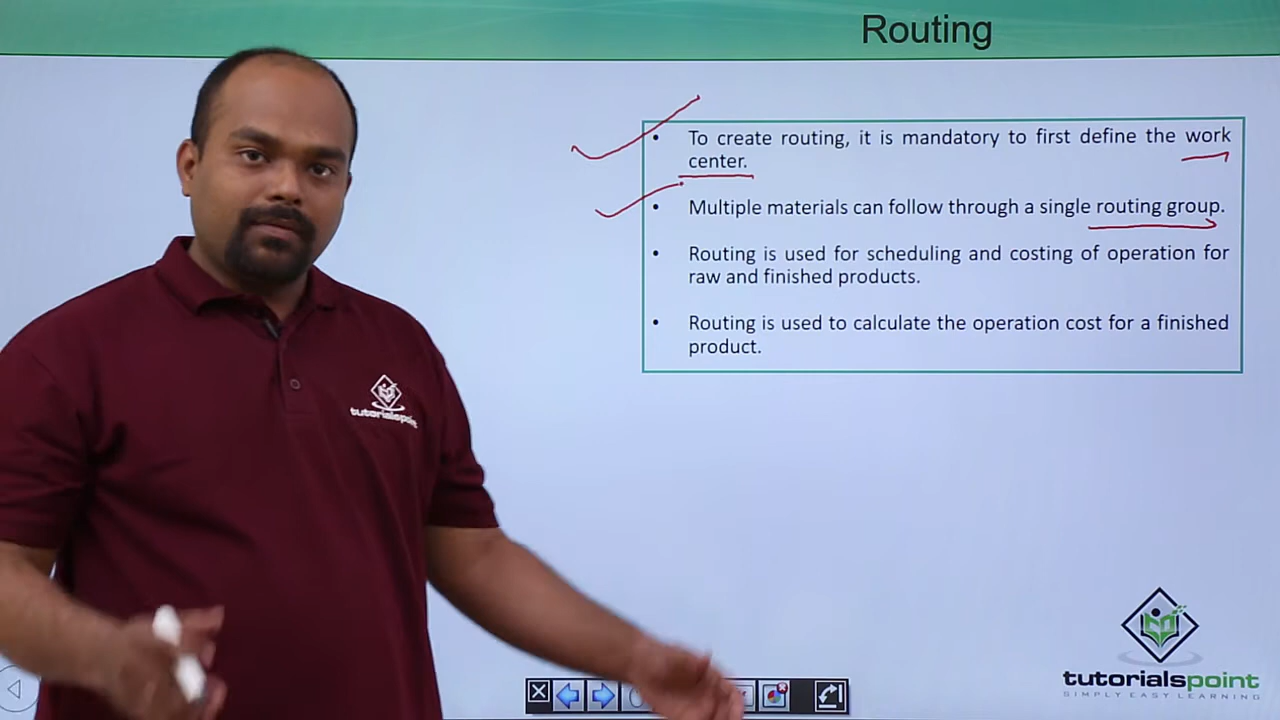 Routing
• To create routing, it is mandatory to first define the work
center.
• Multiple materials can follow through a single routing group.
• Routing is used for scheduling and costing of operation for
raw and finished products.
• Routing is used to calculate the operation cost for a finished
product.
tutorialspoint
tutorialspoint
SIMPLY EASY LEARNING